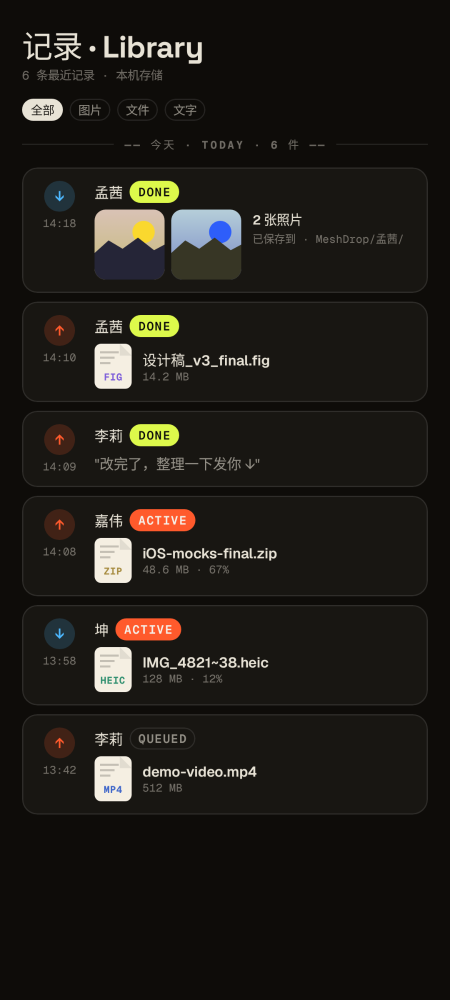 记录 · Library
6 条最近记录 · 本机存储
全部 图片 文件 文字
—— 今天 · TODAY · 6 件 ——
孟茜 DONE
14:18
2 张照片
已保存到 · MeshDrop/孟茜/
孟茜 DONE
14:10
FIG
设计稿_v3_final.fig
14.2 MB
李莉 DONE
14:09
"改完了，整理一下发你 ↓"
嘉伟 ACTIVE
14:08
ZIP
iOS-mocks-final.zip
48.6 MB · 67%
坤 ACTIVE
13:58
HEIC
IMG_4821~38.heic
128 MB · 12%
李莉 QUEUED
13:42
MP4
demo-video.mp4
512 MB